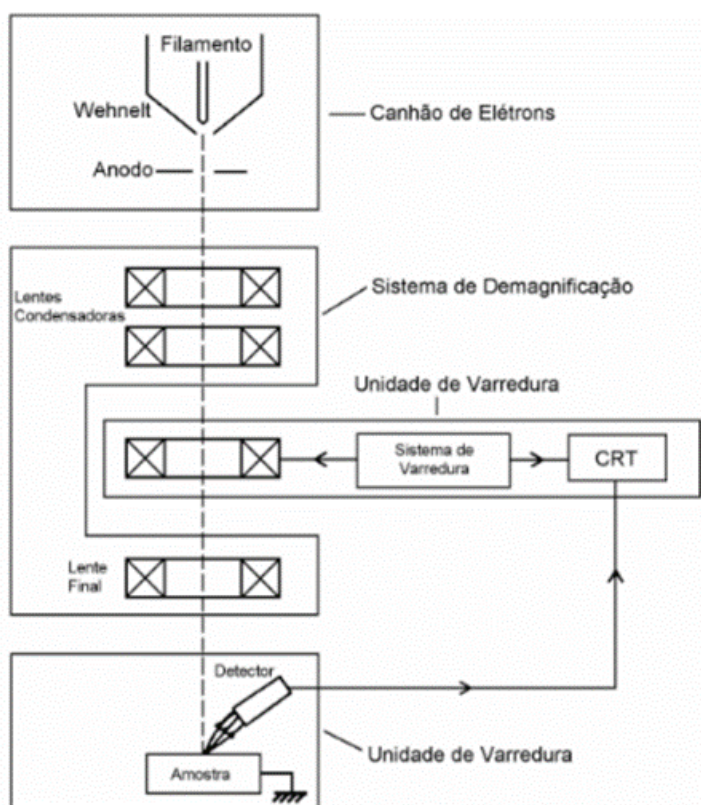 Filamento
Wehnelt
Canhão de Elétrons
Anodo
Lentes
Condensadoras
Sistema de Demagnificação
Unidade de Varredura
Sistema de
Varredura
CRT
Lente
Final
Detector
Unidade de Varredura
Amostra